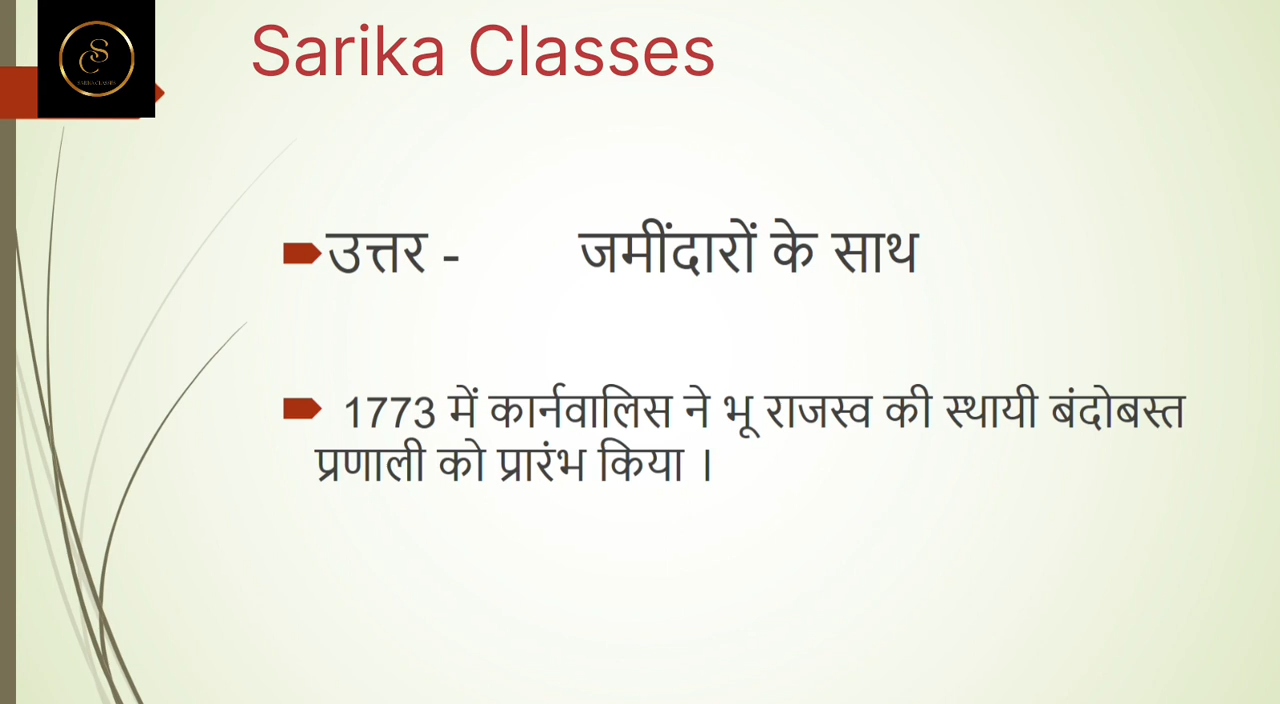 Sarika Classes
उत्तर - जमींदारों के साथ
1773 में कार्नवालिस ने भू राजस्व की स्थायी बंदोबस्त
प्रणाली को प्रारंभ किया ।